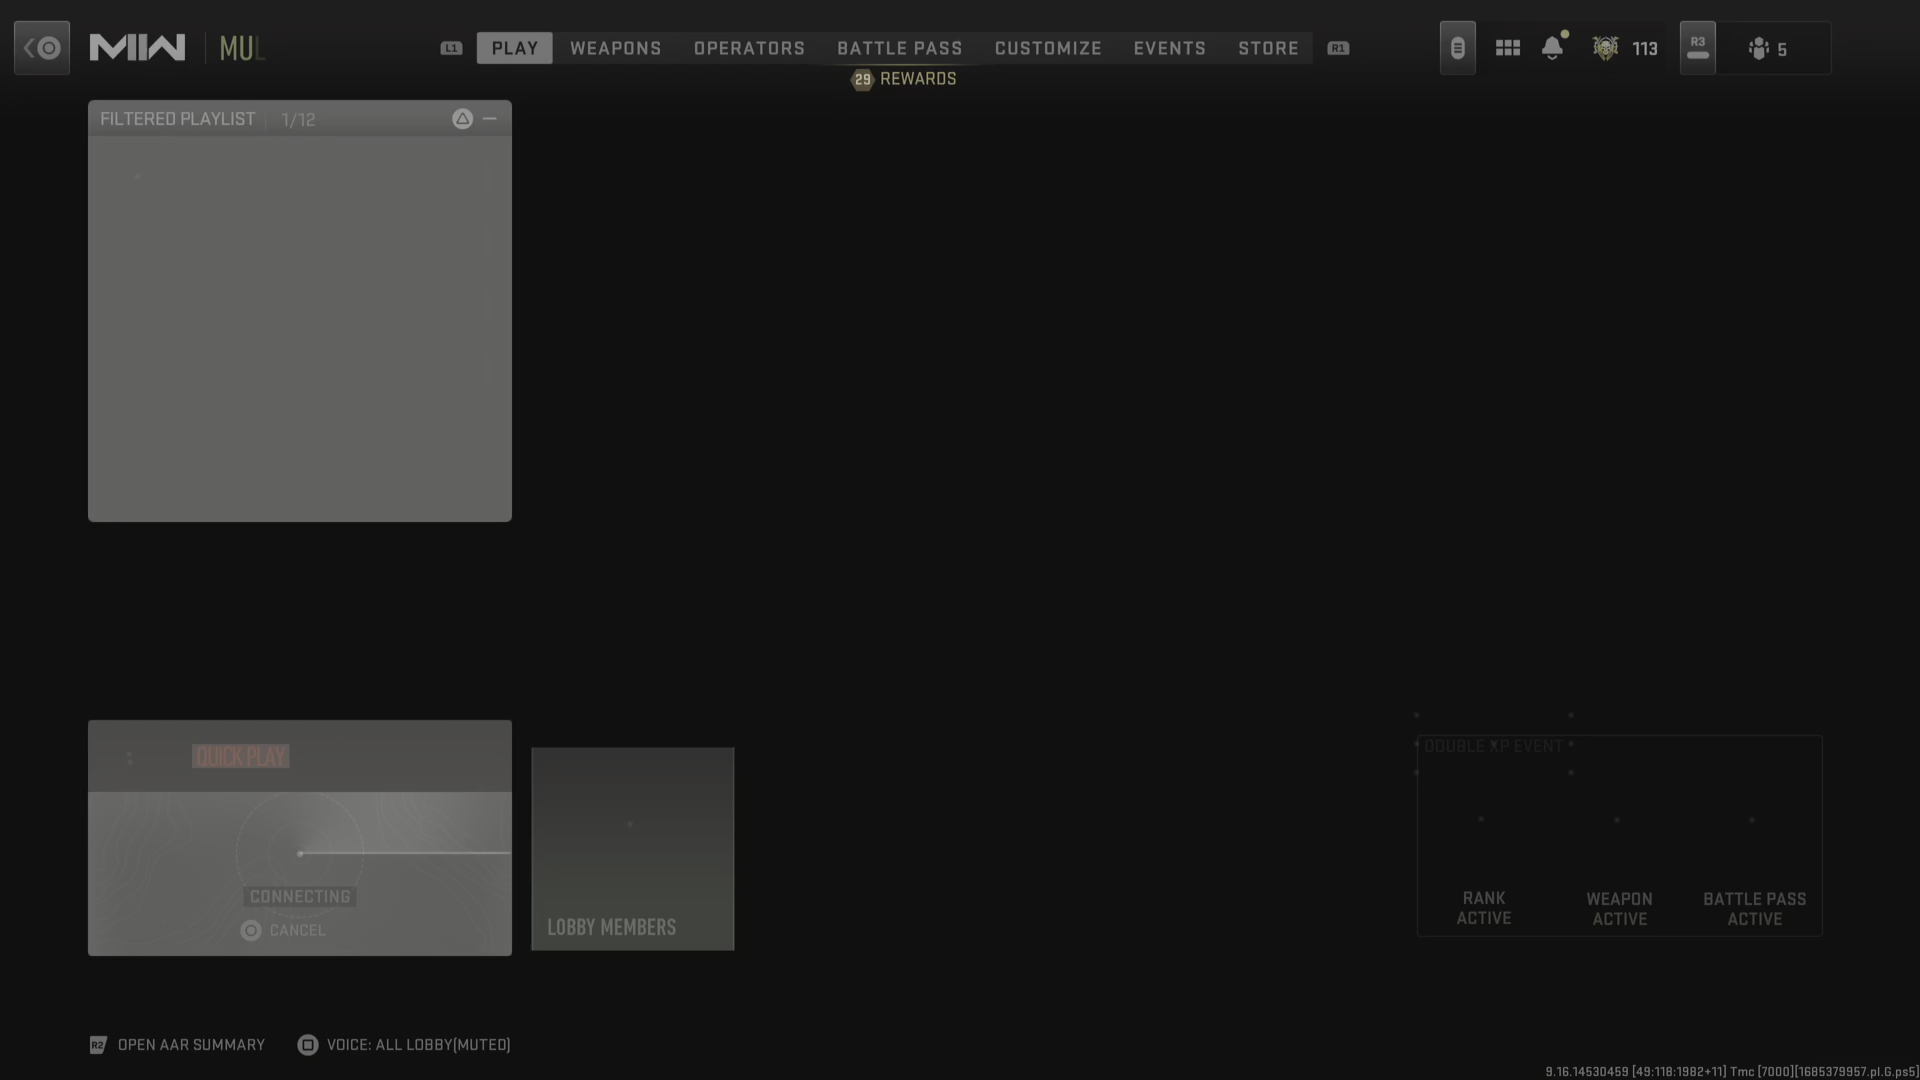 MW MUL
L1 PLAY WEAPONS OPERATORS BATTLE PASS CUSTOMIZE EVENTS STORE R1
113 R3 5
29 REWARDS
FILTERED PLAYLIST 1/12
QUICK PLAY
CONNECTING
CANCEL
LOBBY MEMBERS
DOUBLE XP EVENT
RANK ACTIVE
WEAPON ACTIVE
BATTLE PASS ACTIVE
R2 OPEN AAR SUMMARY VOICE: ALL LOBBY(MUTED)
9.16.14530459 [49:118:1982+11] Tmc [7000][1685379957.pl.G.ps5]